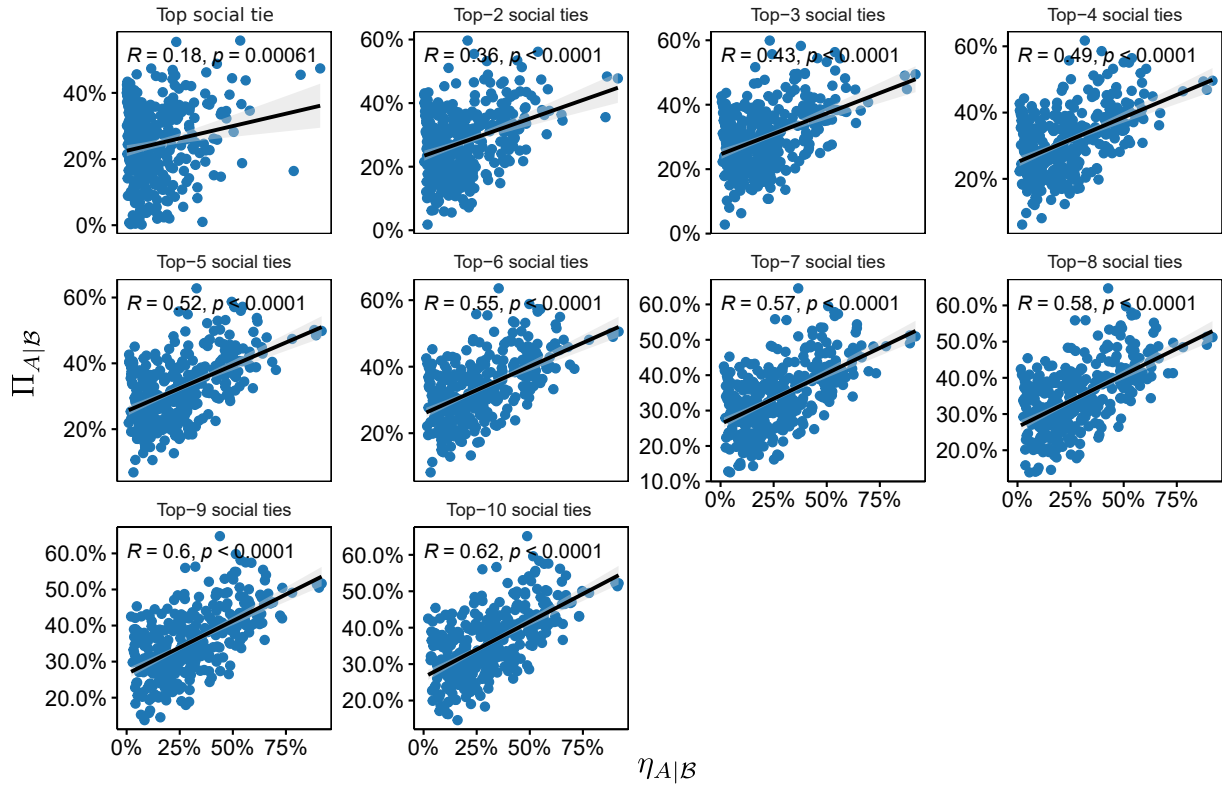 Top social tie
Top−2 social ties
Top−3 social ties
Top−4 social ties
R = 0.18, p = 0.00061
R = 0.36, p < 0.0001
R = 0.43, p < 0.0001
R = 0.49, p < 0.0001
40%
20%
0%
60%
40%
20%
0%
60%
40%
20%
0%
60%
40%
20%
Top−5 social ties
Top−6 social ties
Top−7 social ties
Top−8 social ties
R = 0.52, p < 0.0001
R = 0.55, p < 0.0001
R = 0.57, p < 0.0001
R = 0.58, p < 0.0001
60%
40%
20%
60%
40%
20%
60.0%
50.0%
40.0%
30.0%
20.0%
10.0%
60.0%
50.0%
40.0%
30.0%
20.0%
0% 25% 50% 75%
0% 25% 50% 75%
Π_{A|ℬ}
Top−9 social ties
Top−10 social ties
R = 0.6, p < 0.0001
R = 0.62, p < 0.0001
60.0%
50.0%
40.0%
30.0%
20.0%
60.0%
50.0%
40.0%
30.0%
20.0%
0% 25% 50% 75%
0% 25% 50% 75%
η_{A|ℬ}